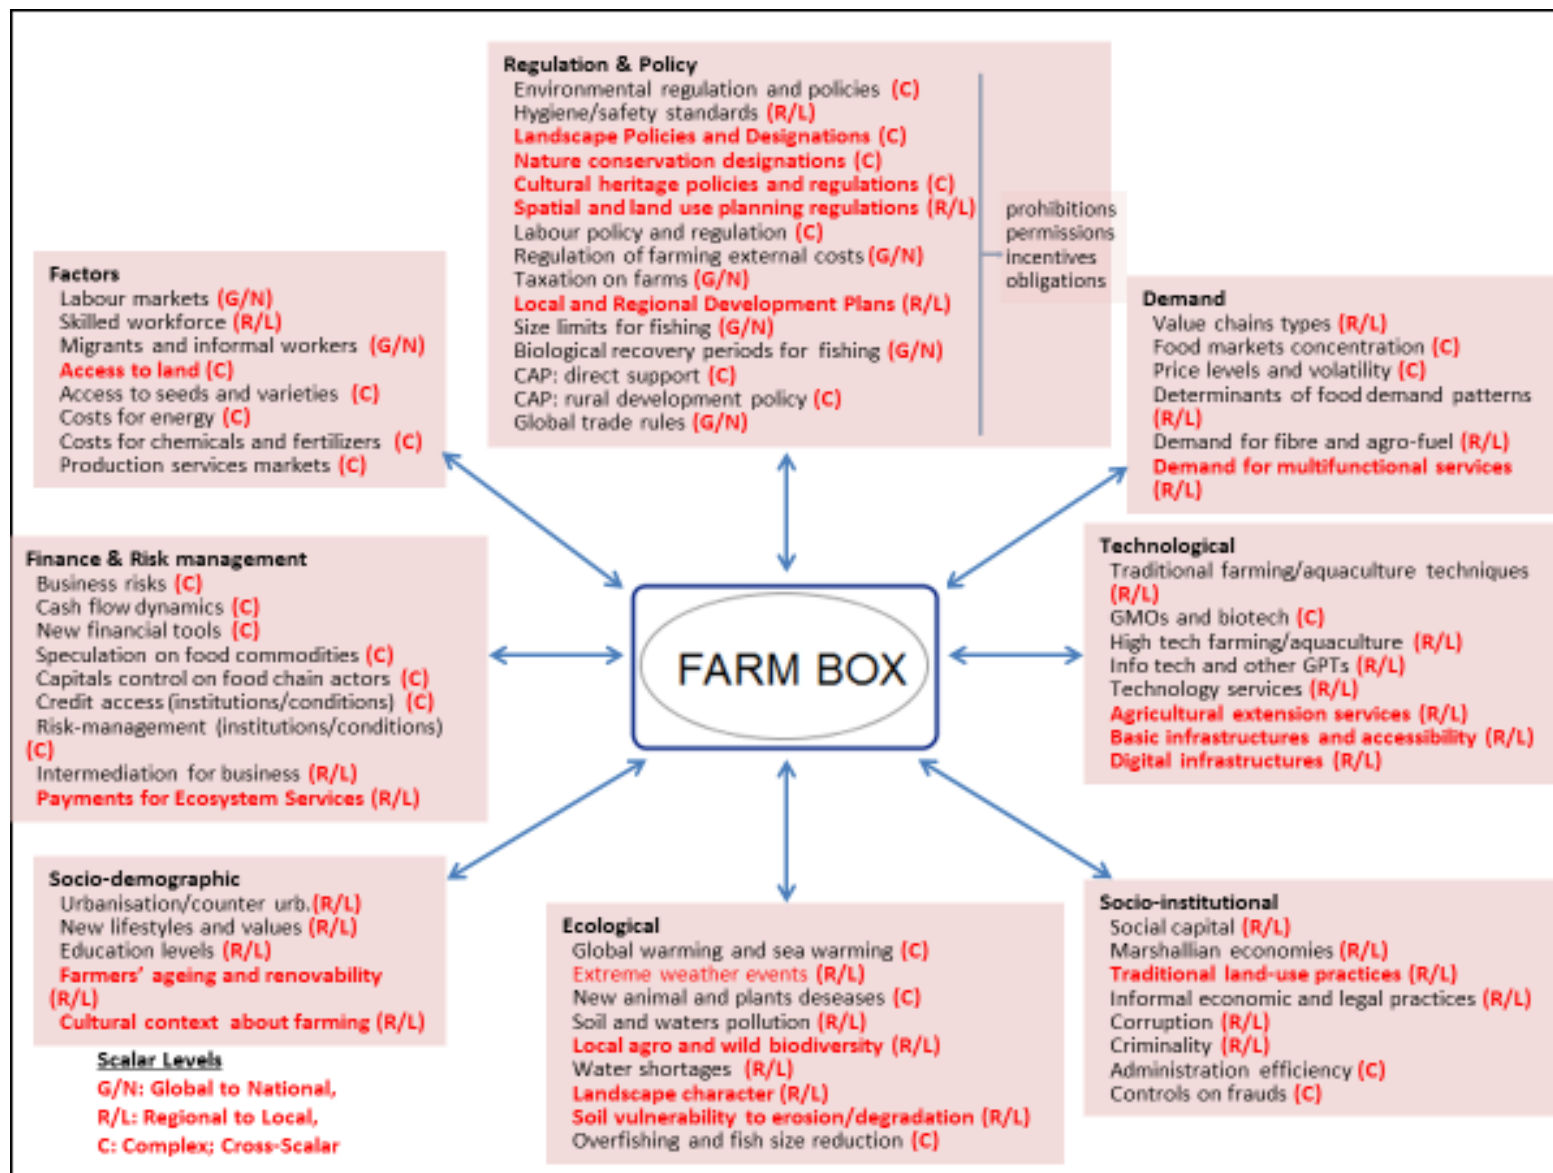 Regulation & Policy
Environmental regulation and policies (C)
Hygiene/safety standards (R/L)
Landscape Policies and Designations (C)
Nature conservation designations (C)
Cultural heritage policies and regulations (C)
Spatial and land use planning regulations (R/L)
Labour policy and regulation (C)
Regulation of farming external costs (G/N)
Taxation on farms (G/N)
Local and Regional Development Plans (R/L)
Size limits for fishing (G/N)
Biological recovery periods for fishing (G/N)
CAP: direct support (C)
CAP: rural development policy (C)
Global trade rules (G/N)
prohibitions
permissions
incentives
obligations
Factors
Labour markets (G/N)
Skilled workforce (R/L)
Migrants and informal workers (G/N)
Access to land (C)
Access to seeds and varieties (C)
Costs for energy (C)
Costs for chemicals and fertilizers (C)
Production services markets (C)
Demand
Value chains types (R/L)
Food markets concentration (C)
Price levels and volatility (C)
Determinants of food demand patterns
(R/L)
Demand for fibre and agro-fuel (R/L)
Demand for multifunctional services
(R/L)
Finance & Risk management
Business risks (C)
Cash flow dynamics (C)
New financial tools (C)
Speculation on food commodities (C)
Capitals control on food chain actors (C)
Credit access (institutions/conditions) (C)
Risk-management (institutions/conditions)
(C)
Intermediation for business (R/L)
Payments for Ecosystem Services (R/L)
FARM BOX
Technological
Traditional farming/aquaculture techniques
(R/L)
GMOs and biotech (C)
High tech farming/aquaculture (R/L)
Info tech and other GPTs (R/L)
Technology services (R/L)
Agricultural extension services (R/L)
Basic infrastructures and accessibility (R/L)
Digital infrastructures (R/L)
Socio-demographic
Urbanisation/counter urb.(R/L)
New lifestyles and values (R/L)
Education levels (R/L)
Farmers' ageing and renovability
(R/L)
Cultural context about farming (R/L)
Scalar Levels
G/N: Global to National,
R/L: Regional to Local,
C: Complex; Cross-Scalar
Ecological
Global warming and sea warming (C)
Extreme weather events (R/L)
New animal and plants deseases (C)
Soil and waters pollution (R/L)
Local agro and wild biodiversity (R/L)
Water shortages (R/L)
Landscape character (R/L)
Soil vulnerability to erosion/degradation (R/L)
Overfishing and fish size reduction (C)
Socio-institutional
Social capital (R/L)
Marshallian economies (R/L)
Traditional land-use practices (R/L)
Informal economic and legal practices (R/L)
Corruption (R/L)
Criminality (R/L)
Administration efficiency (C)
Controls on frauds (C)